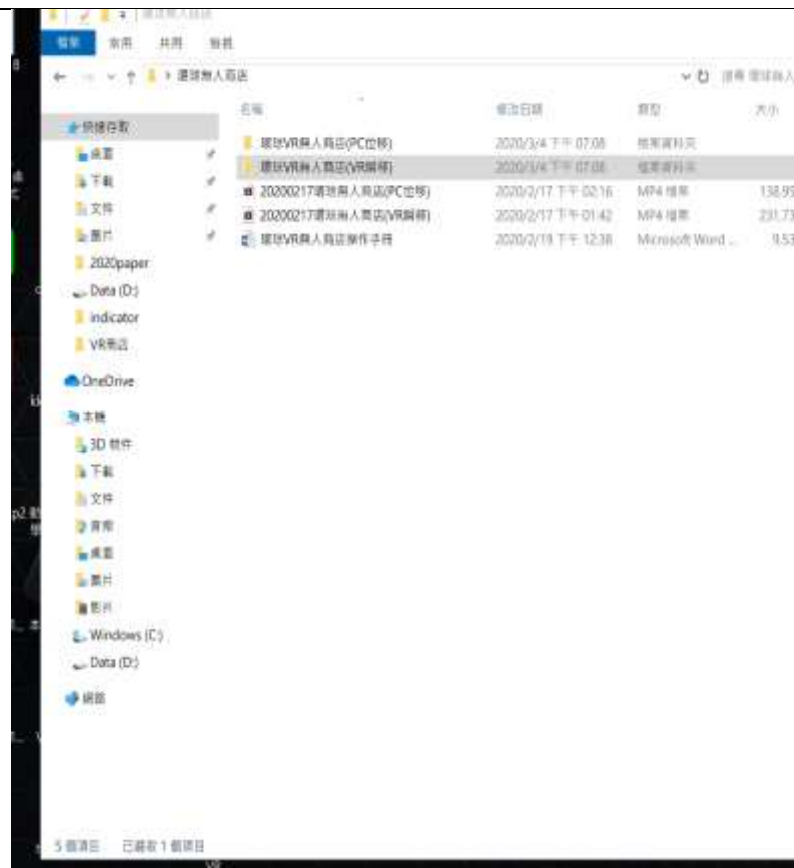 環球無人商店
檔案 常用 共用 檢視
環球無人商店
名稱 修改日期 類型 大小
快速存取
桌面
下載
文件
圖片
2020paper
Data (D:)
indicator
VR商店
OneDrive
本機
3D 物件
下載
文件
音樂
桌面
圖片
影片
Windows (C:)
Data (D:)
網路
環球VR無人商店(PC位移) 2020/3/4 下午 07:08 檔案資料夾
環球VR無人商店(VR瞬移) 2020/3/4 下午 07:08 檔案資料夾
20200217環球無人商店(PC位移) 2020/2/17 下午 02:16 MP4 檔案
20200217環球無人商店(VR瞬移) 2020/2/17 下午 01:42 MP4 檔案
環球VR無人商店操作手冊 2020/2/19 下午 12:38 Microsoft Word ...
5 個項目 已選取 1 個項目